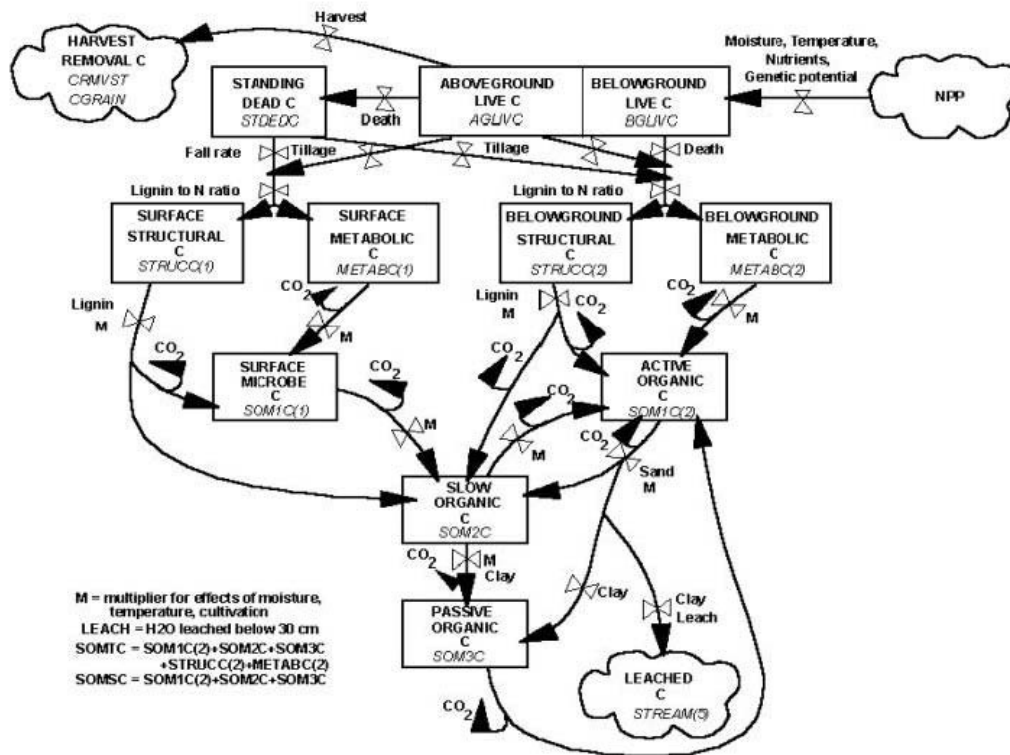 Harvest
HARVEST
REMOVAL C
CRMVST
CGRAIN
STANDING
DEAD C
STDEDC
Death
ABOVEGROUND
LIVE C
AGLIVC
BELOWGROUND
LIVE C
BGLIVC
Moisture, Temperature,
Nutrients,
Genetic potential
NPP
Fall rate
Tillage
Tillage
Death
Lignin to N ratio
Lignin to N ratio
SURFACE
STRUCTURAL
C
STRUCC(1)
SURFACE
METABOLIC
C
METABC(1)
BELOWGROUND
STRUCTURAL
C
STRUCC(2)
BELOWGROUND
METABOLIC
C
METABC(2)
Lignin
M
CO2
M
Lignin
M
CO2
CO2
M
CO2
SURFACE
MICROBE
C
SOM1C(1)
CO2
M
CO2
CO2
M
ACTIVE
ORGANIC
C
SOM1C(2)
CO2
Sand
M
SLOW
ORGANIC
C
SOM2C
CO2
M
Clay
Clay
Clay
Leach
PASSIVE
ORGANIC
C
SOM3C
CO2
LEACHED
C
STREAM(5)
M = multiplier for effects of moisture,
temperature, cultivation
LEACH = H2O leached below 30 cm
SOMTC = SOM1C(2)+SOM2C+SOM3C
+STRUCC(2)+METABC(2)
SOMSC = SOM1C(2)+SOM2C+SOM3C